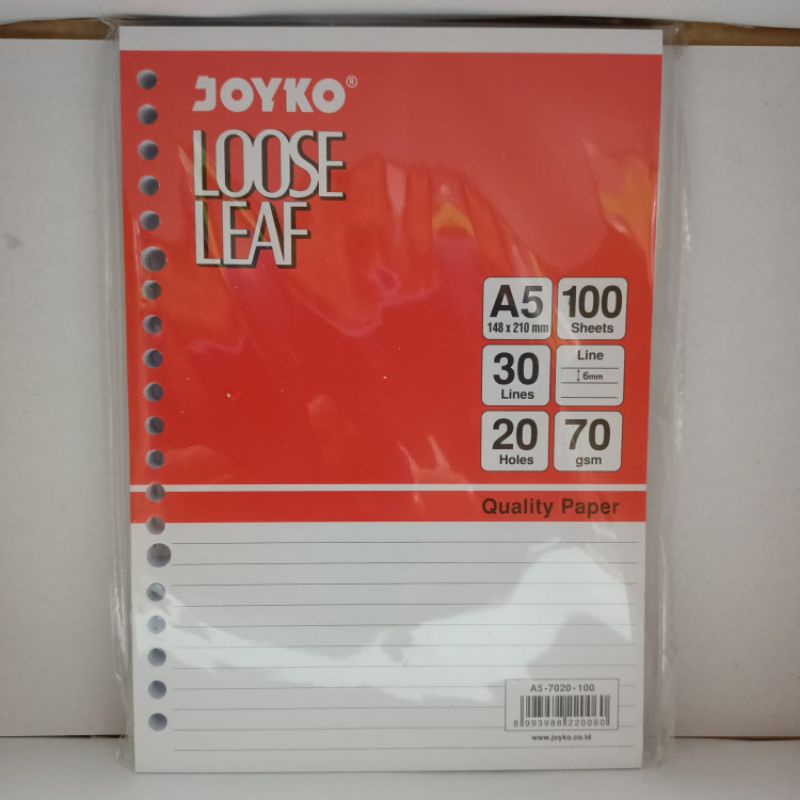 JOYKO®
LOOSE
LEAF
A5
148 x 210 mm
100
Sheets
30
Lines
Line
6mm
20
Holes
70
gsm
Quality Paper
A5-7020-100
8 993988 220060
www.joyko.co.id